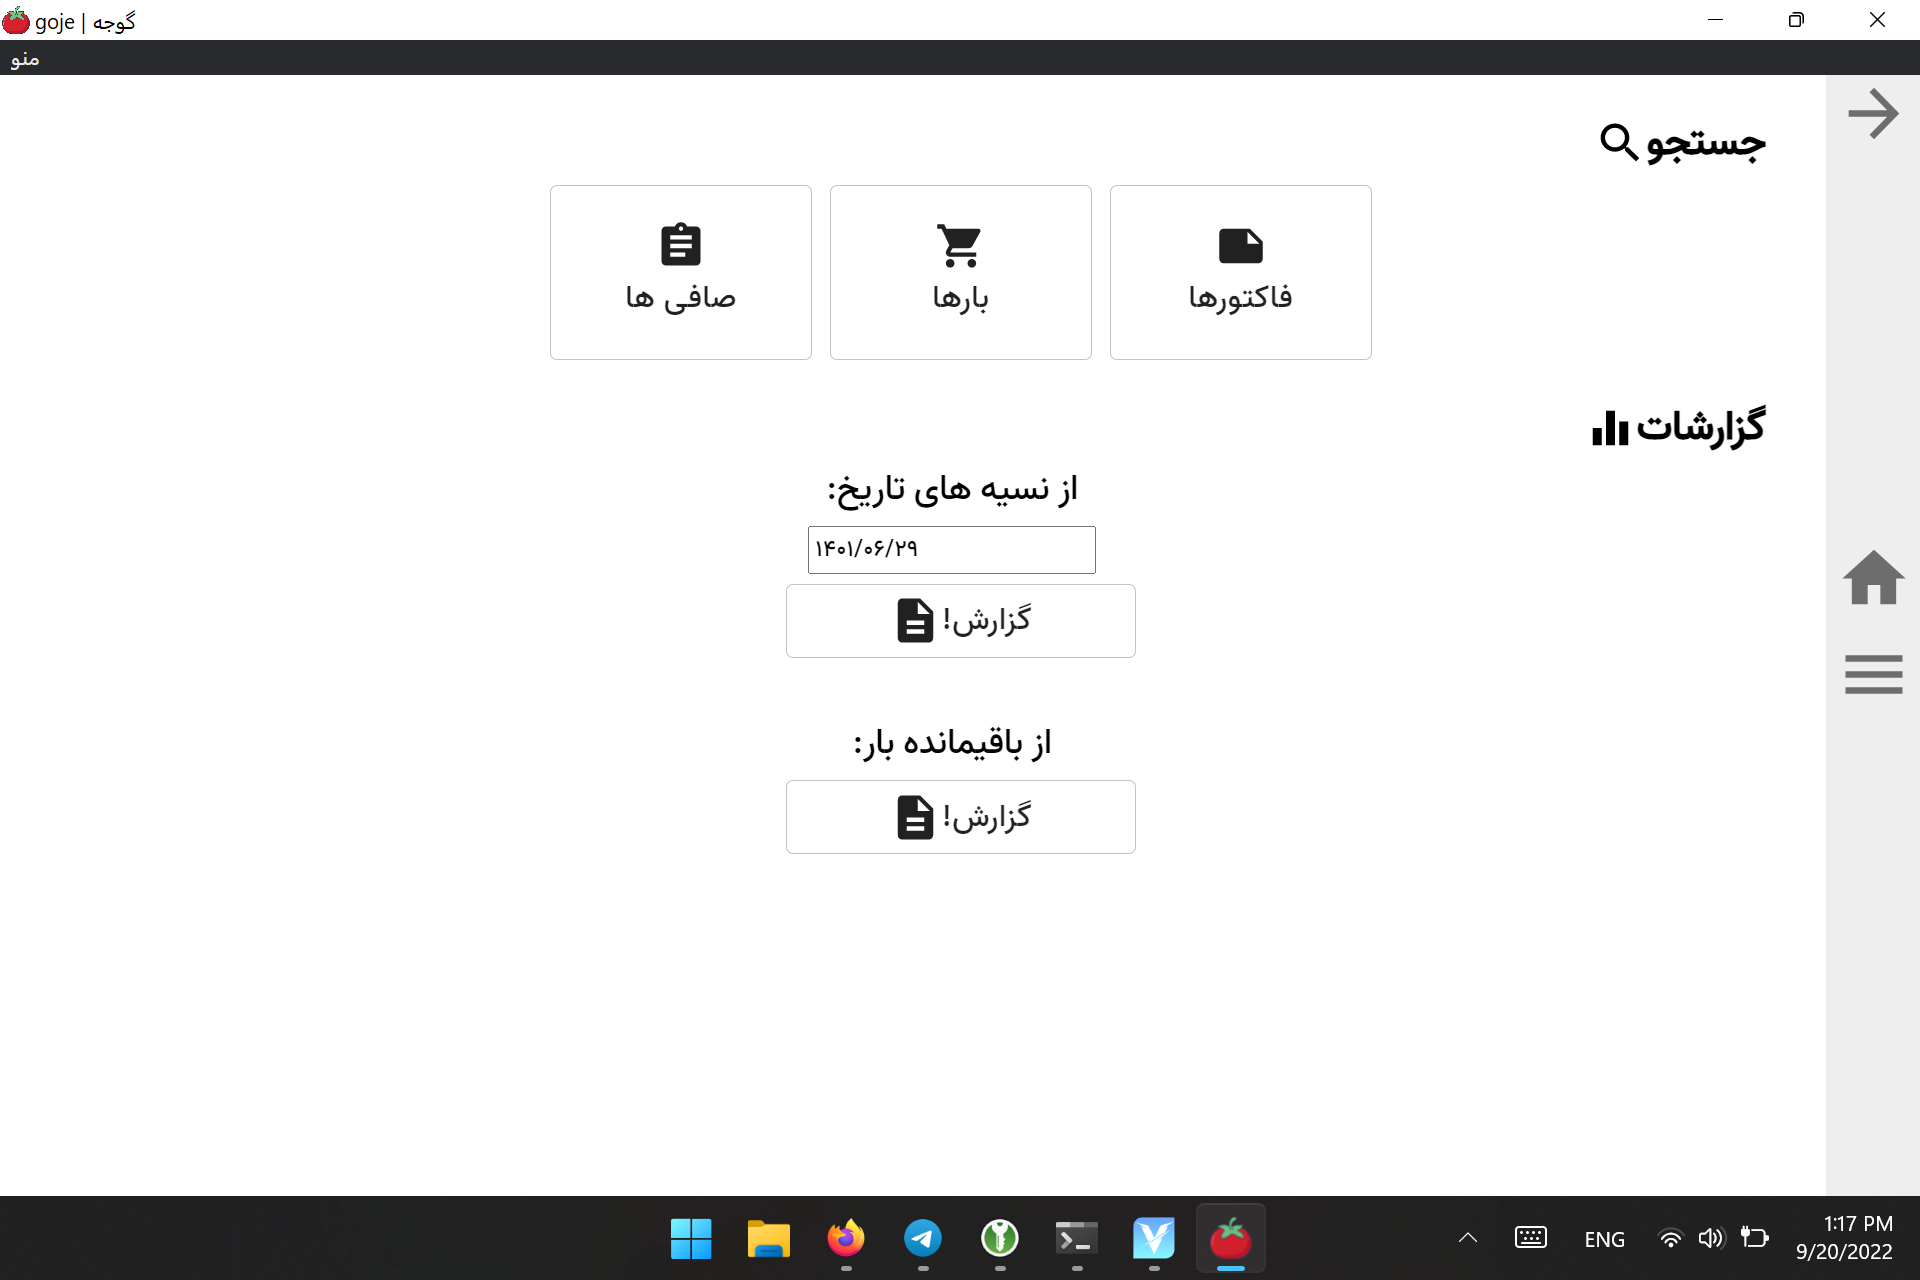 goje | گوجه
منو
جستجو
فاکتورها
بارها
صافی ها
گزارشات
از نسیه های تاریخ:
۱۴۰۱/۰۶/۲۹
گزارش!
از باقیمانده بار:
گزارش!
ENG
1:17 PM
9/20/2022